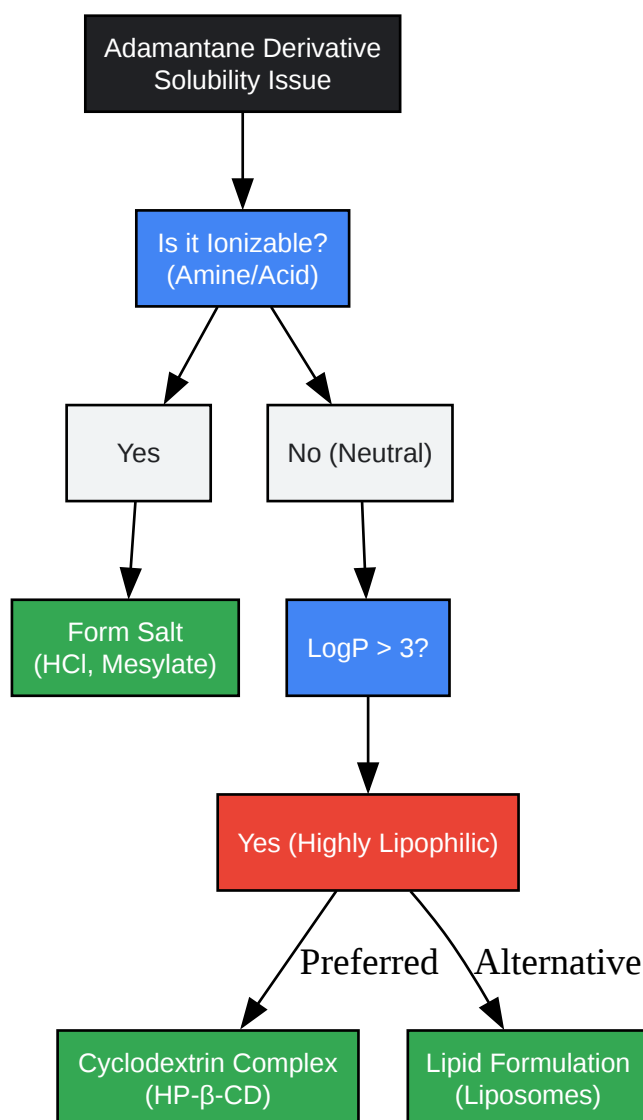 Adamantane Derivative
Solubility Issue
Is it Ionizable?
(Amine/Acid)
Yes
No (Neutral)
Form Salt
(HCl, Mesylate)
LogP > 3?
Yes (Highly Lipophilic)
Preferred
Alternative
Cyclodextrin Complex
(HP-β-CD)
Lipid Formulation
(Liposomes)